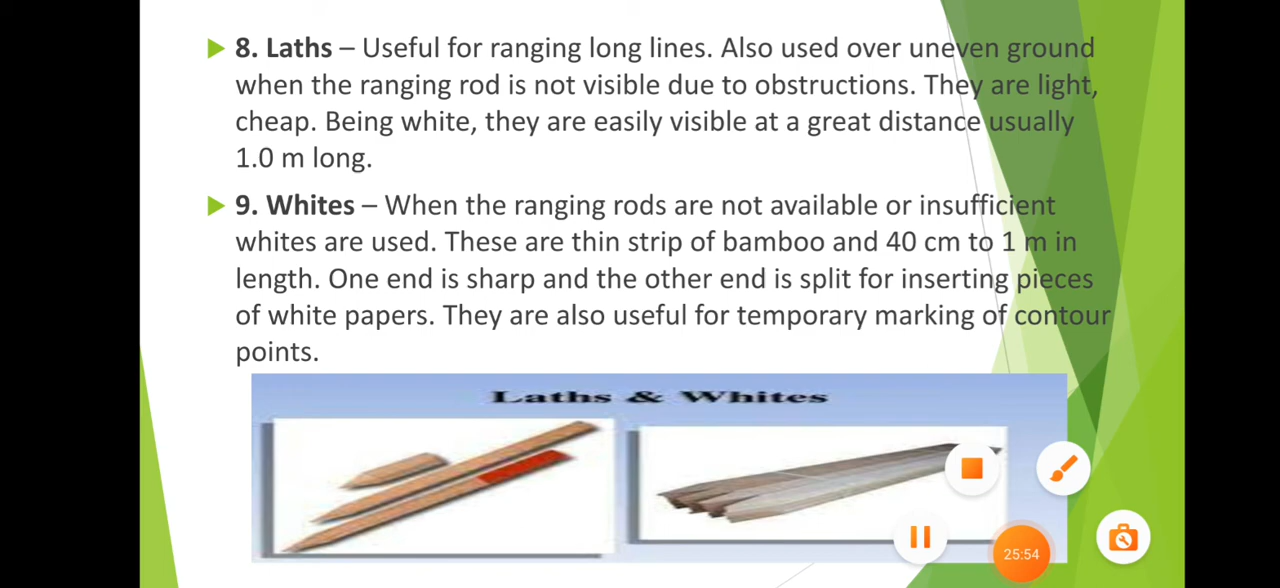 8. Laths – Useful for ranging long lines. Also used over uneven ground
when the ranging rod is not visible due to obstructions. They are light,
cheap. Being white, they are easily visible at a great distance usually
1.0 m long.
9. Whites – When the ranging rods are not available or insufficient
whites are used. These are thin strip of bamboo and 40 cm to 1 m in
length. One end is sharp and the other end is split for inserting pieces
of white papers. They are also useful for temporary marking of contour
points.
Laths & Whites
25:54